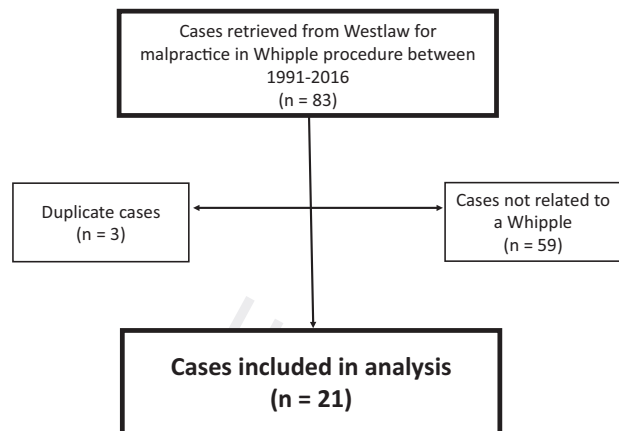 Cases retrieved from Westlaw for
malpractice in Whipple procedure between
1991-2016
(n = 83)
Duplicate cases
(n = 3)
Cases not related to
a Whipple
(n = 59)
Cases included in analysis
(n = 21)